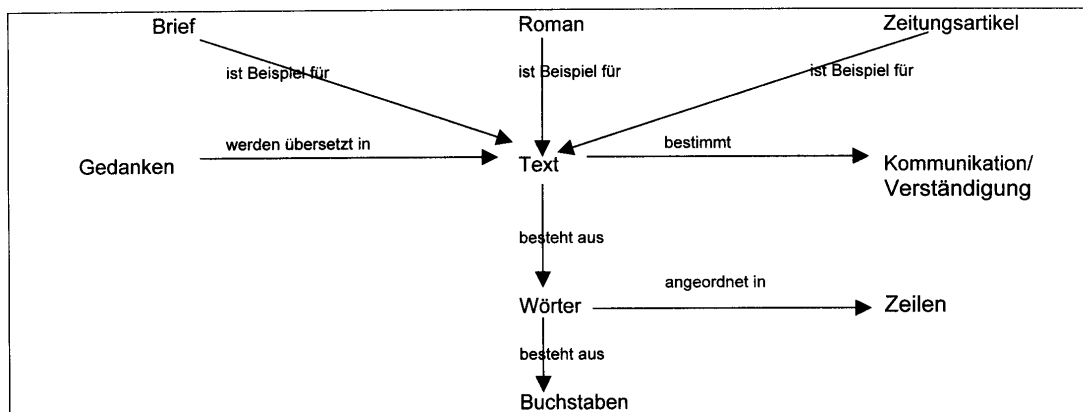 Brief
Roman
Zeitungsartikel
ist Beispiel für
ist Beispiel für
ist Beispiel für
Gedanken
werden übersetzt in
Text
bestimmt
Kommunikation/
Verständigung
besteht aus
Wörter
angeordnet in
Zeilen
besteht aus
Buchstaben